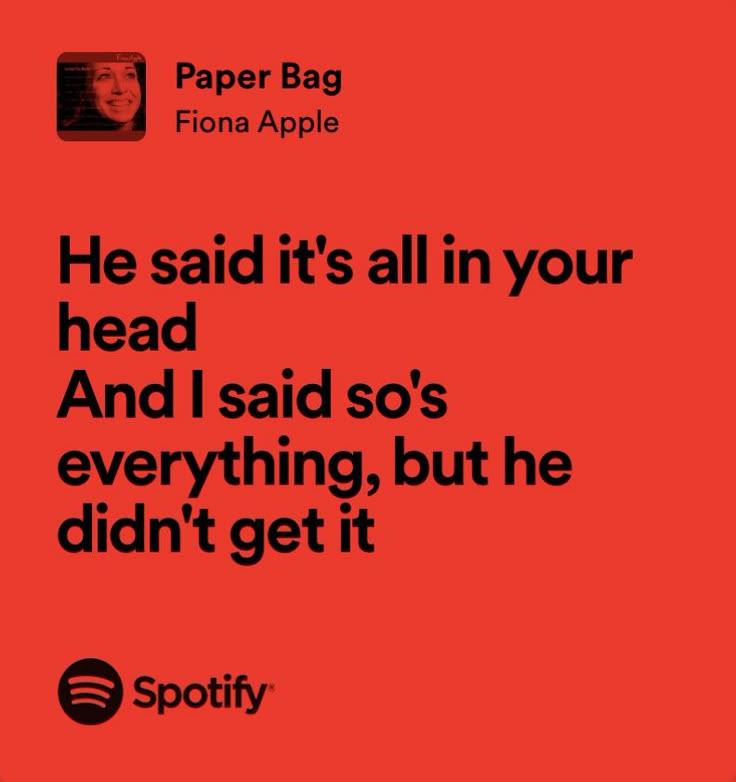 Paper Bag
Fiona Apple
He said it's all in your
head
And I said so's
everything, but he
didn't get it
Spotify®